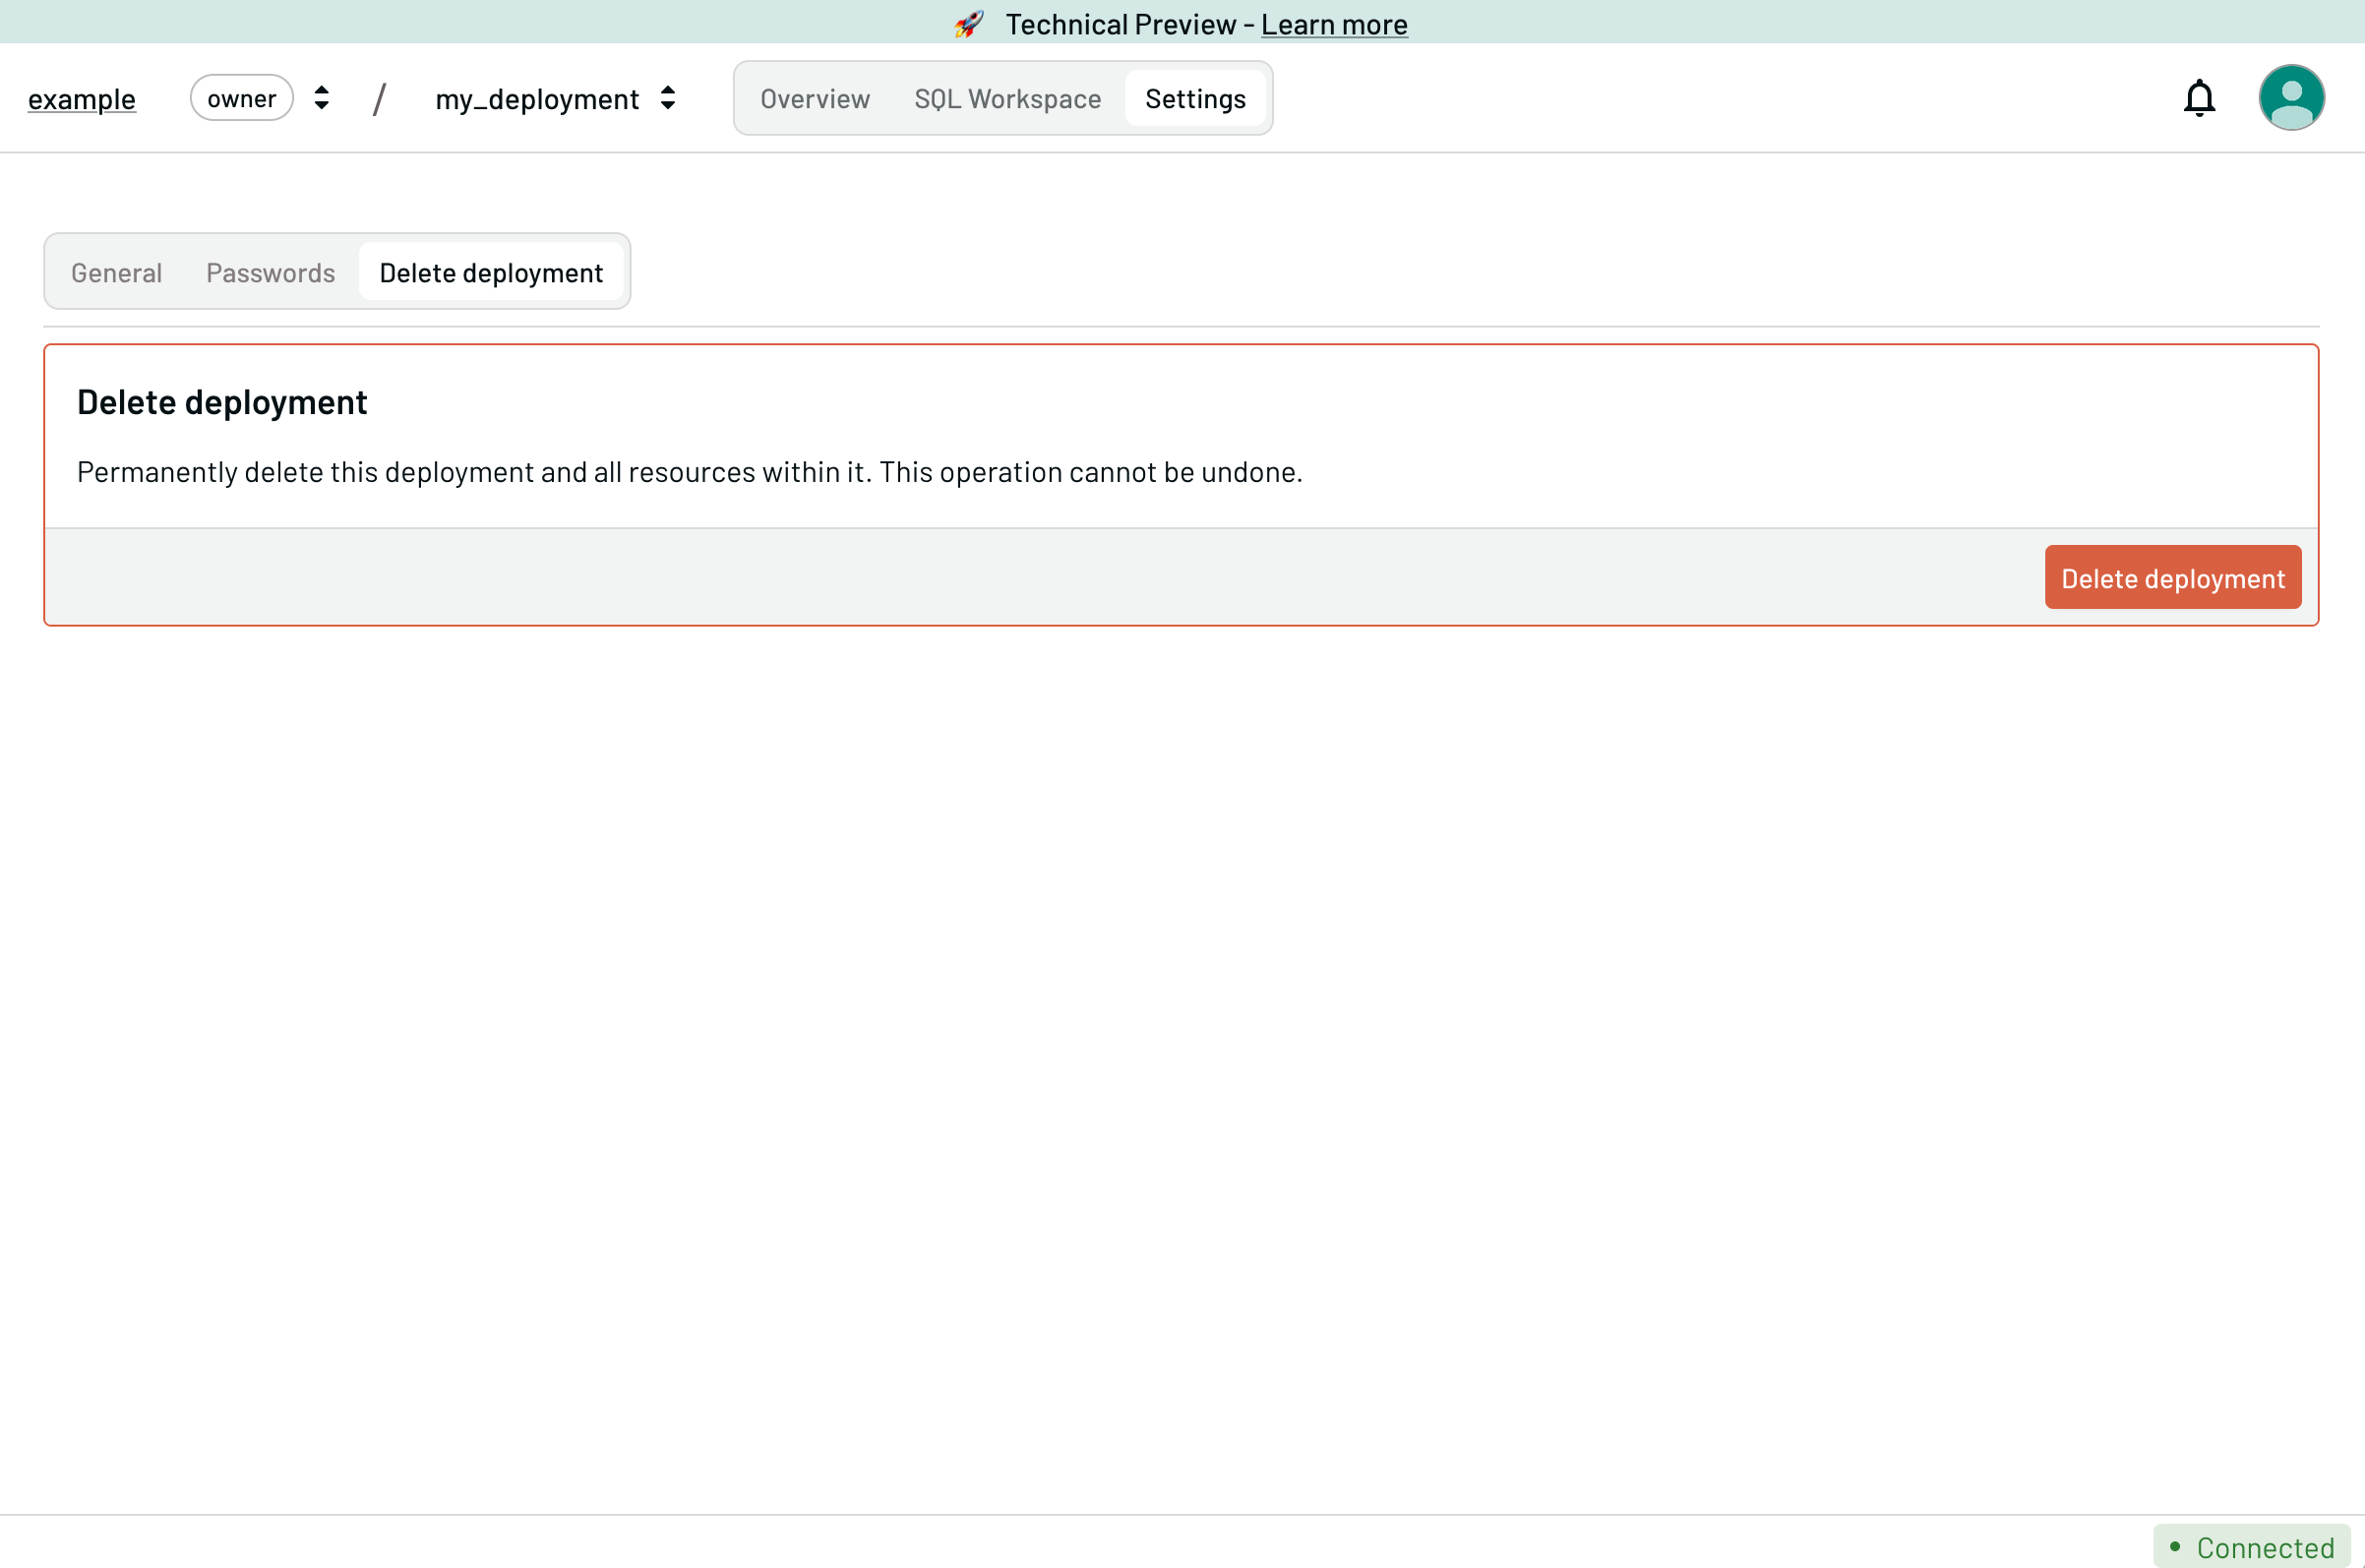 🚀 Technical Preview - Learn more
example owner / my_deployment Overview SQL Workspace Settings
General Passwords Delete deployment
Delete deployment
Permanently delete this deployment and all resources within it. This operation cannot be undone.
Delete deployment
Connected